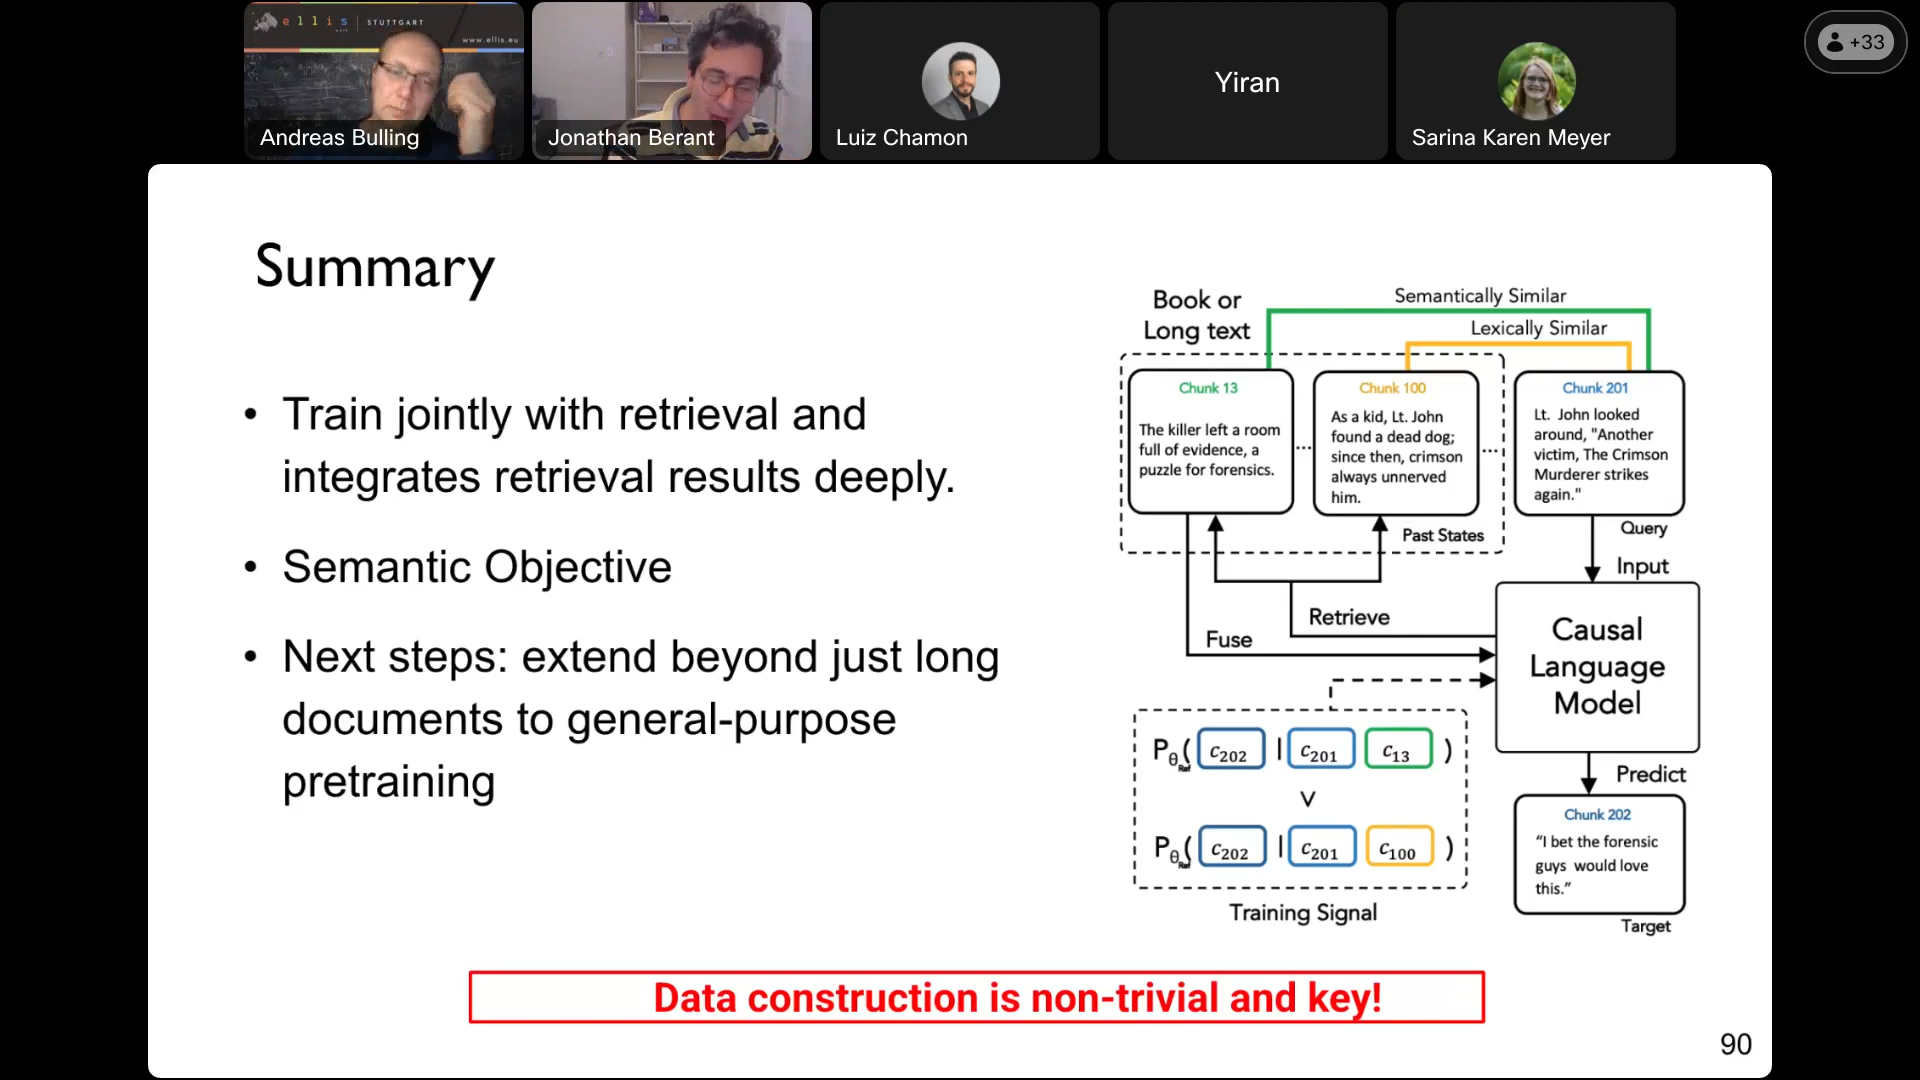 ellis | STUTTGART
unit
www.ellis.eu
Andreas Bulling
Jonathan Berant
Luiz Chamon
Yiran
Sarina Karen Meyer
+33
Summary
• Train jointly with retrieval and
integrates retrieval results deeply.
• Semantic Objective
• Next steps: extend beyond just long
documents to general-purpose
pretraining
Book or
Long text
Semantically Similar
Lexically Similar
Chunk 13
The killer left a room
full of evidence, a
puzzle for forensics.
...
Chunk 100
As a kid, Lt. John
found a dead dog;
since then, crimson
always unnerved
him.
...
Past States
Chunk 201
Lt. John looked
around, "Another
victim, The Crimson
Murderer strikes
again."
Query
Input
Retrieve
Fuse
Causal
Language
Model
Pθ_Ref( c202 | c201 c13 )
V
Pθ_Ref( c202 | c201 c100 )
Training Signal
Predict
Chunk 202
“I bet the forensic
guys would love
this.”
Target
Data construction is non-trivial and key!
90